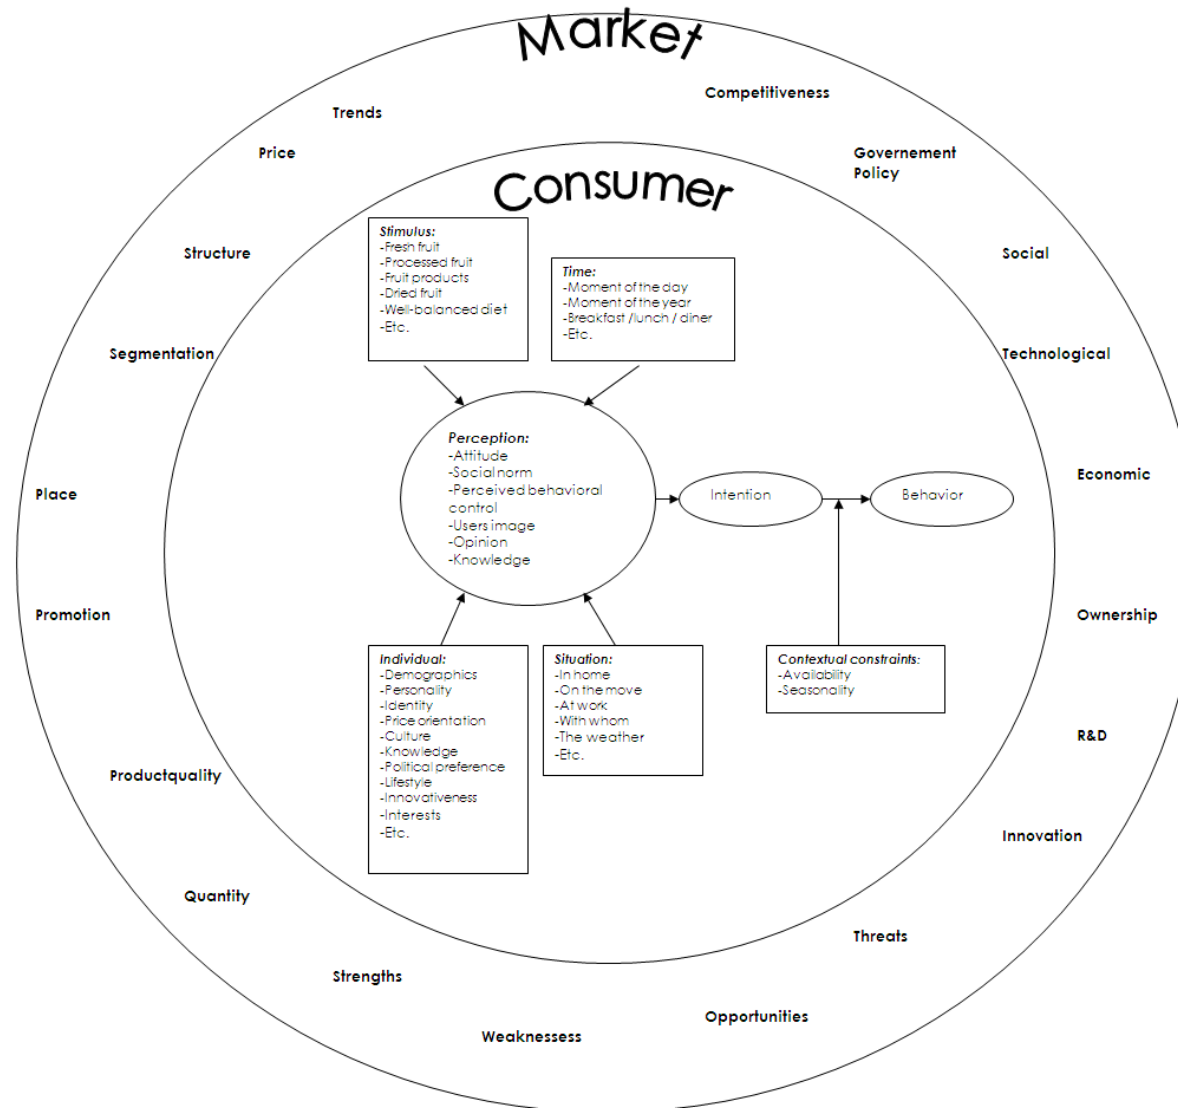 Market
Trends
Competitiveness
Price
Governement
Policy
Consumer
Structure
Social
Segmentation
Technological
Stimulus:
-Fresh fruit
-Processed fruit
-Fruit products
-Dried fruit
-Well-balanced diet
-Etc.
Time:
-Moment of the day
-Moment of the year
-Breakfast /lunch / diner
-Etc.
Perception:
-Attitude
-Social norm
-Perceived behavioral
control
-Users image
-Opinion
-Knowledge
Intention
Behavior
Place
Economic
Promotion
Ownership
Individual:
-Demographics
-Personality
-Identity
-Price orientation
-Culture
-Knowledge
-Political preference
-Lifestyle
-Innovativeness
-Interests
-Etc.
Situation:
-In home
-On the move
-At work
-With whom
-The weather
-Etc.
Contextual constraints:
-Availability
-Seasonality
R&D
Productquality
Innovation
Quantity
Threats
Strengths
Opportunities
Weaknessess